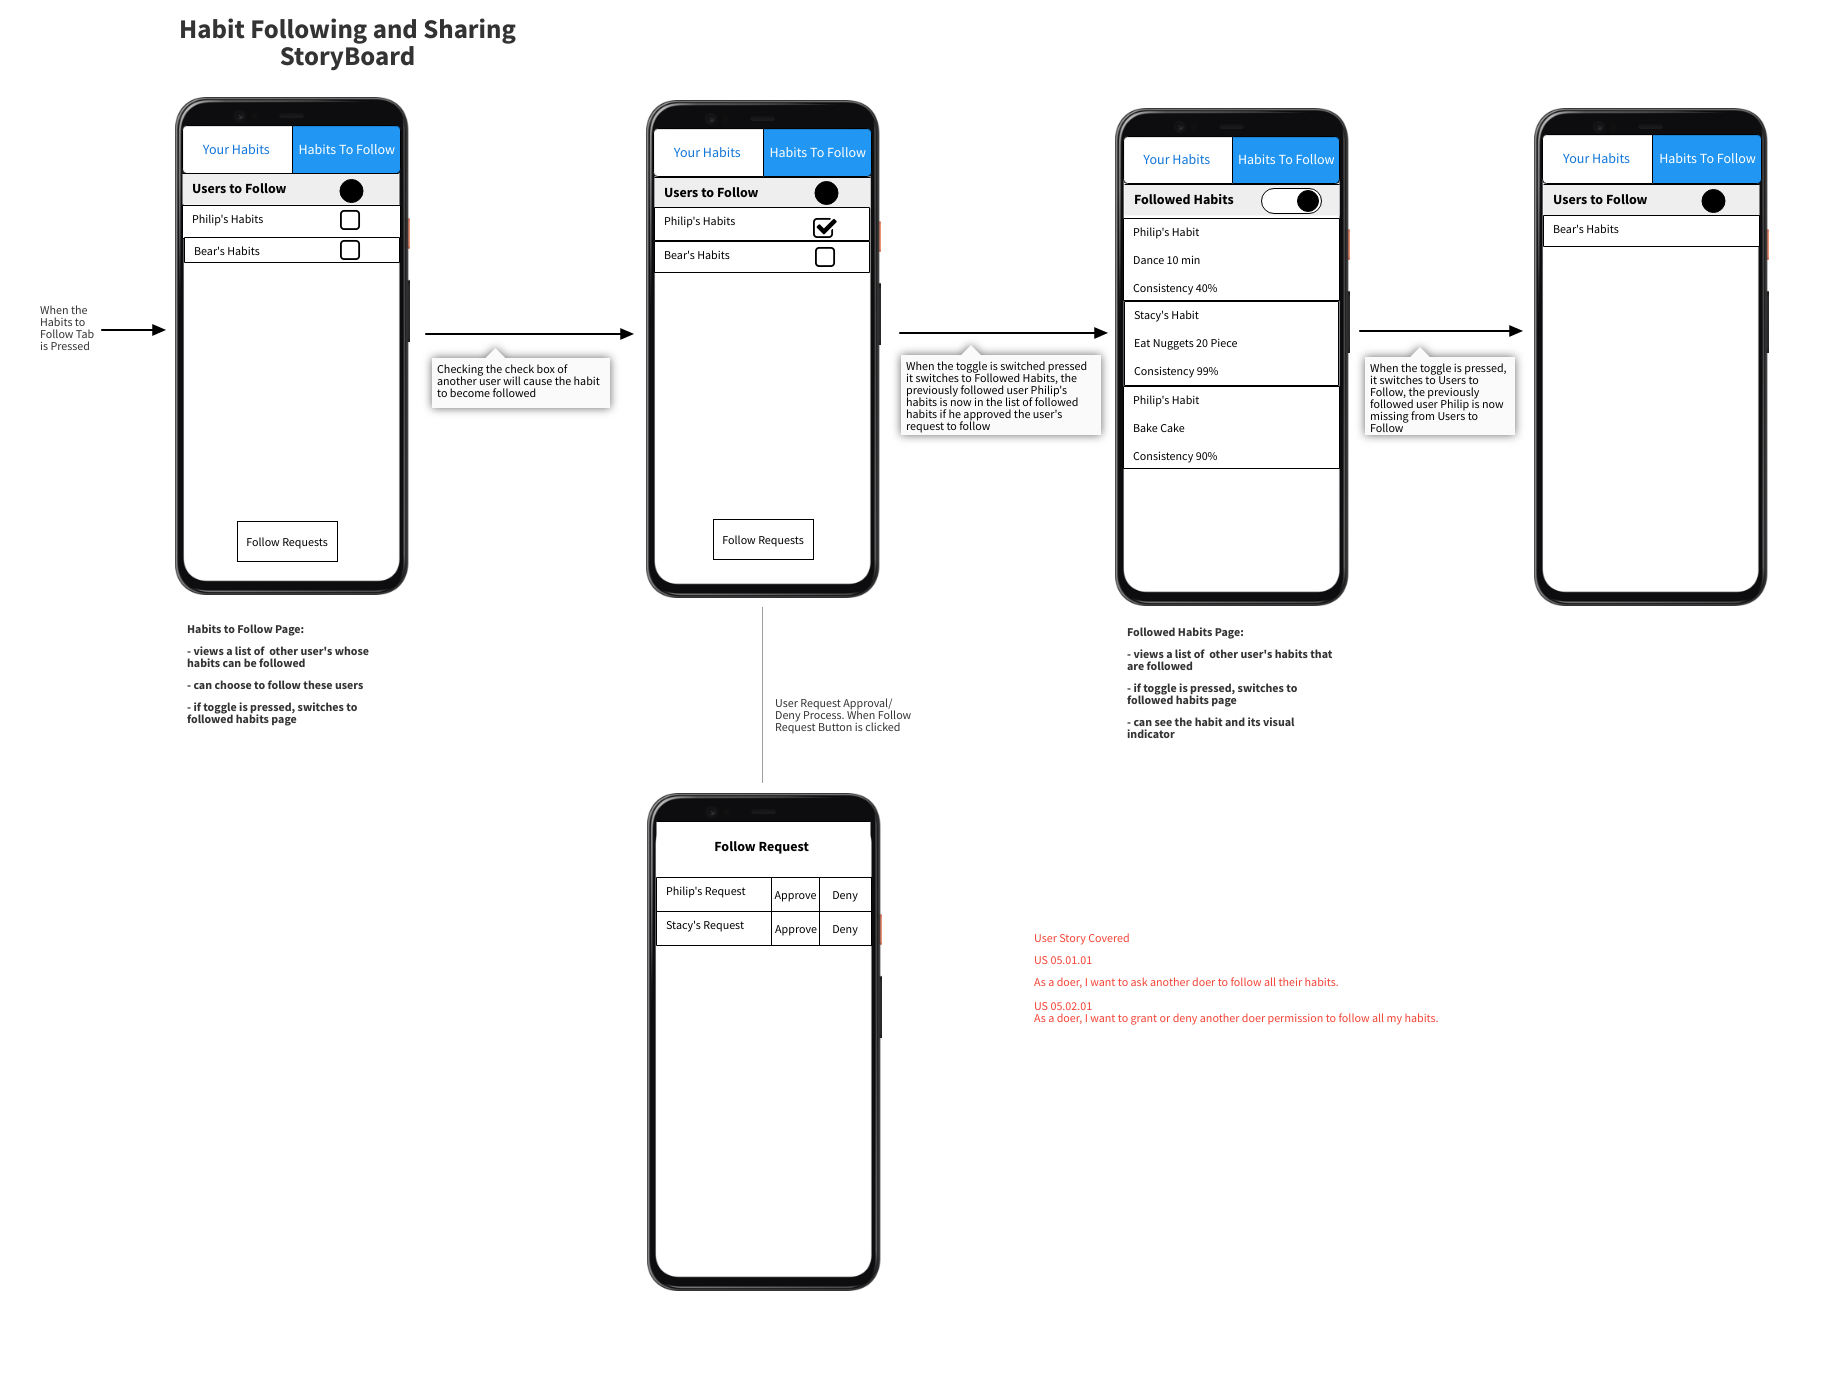 Habit Following and Sharing
StoryBoard
When the
Habits to
Follow Tab
is Pressed
Your Habits
Habits To Follow
Users to Follow
Philip's Habits
Bear's Habits
Follow Requests
Habits to Follow Page:
- views a list of  other user's whose
habits can be followed
- can choose to follow these users
- if toggle is pressed, switches to
followed habits page
Checking the check box of
another user will cause the habit
to become followed
Your Habits
Habits To Follow
Users to Follow
Philip's Habits
Bear's Habits
Follow Requests
When the toggle is switched pressed
it switches to Followed Habits, the
previously followed user Philip's
habits is now in the list of followed
habits if he approved the user's
request to follow
Your Habits
Habits To Follow
Followed Habits
Philip's Habit
Dance 10 min
Consistency 40%
Stacy's Habit
Eat Nuggets 20 Piece
Consistency 99%
Philip's Habit
Bake Cake
Consistency 90%
Followed Habits Page:
- views a list of  other user's habits that
are followed
- if toggle is pressed, switches to
followed habits page
- can see the habit and its visual
indicator
When the toggle is pressed,
it switches to Users to
Follow, the previously
followed user Philip is now
missing from Users to
Follow
Your Habits
Habits To Follow
Users to Follow
Bear's Habits
User Request Approval/
Deny Process. When Follow
Request Button is clicked
Follow Request
Philip's Request
Approve
Deny
Stacy's Request
Approve
Deny
User Story Covered
US 05.01.01
As a doer, I want to ask another doer to follow all their habits.
US 05.02.01
As a doer, I want to grant or deny another doer permission to follow all my habits.